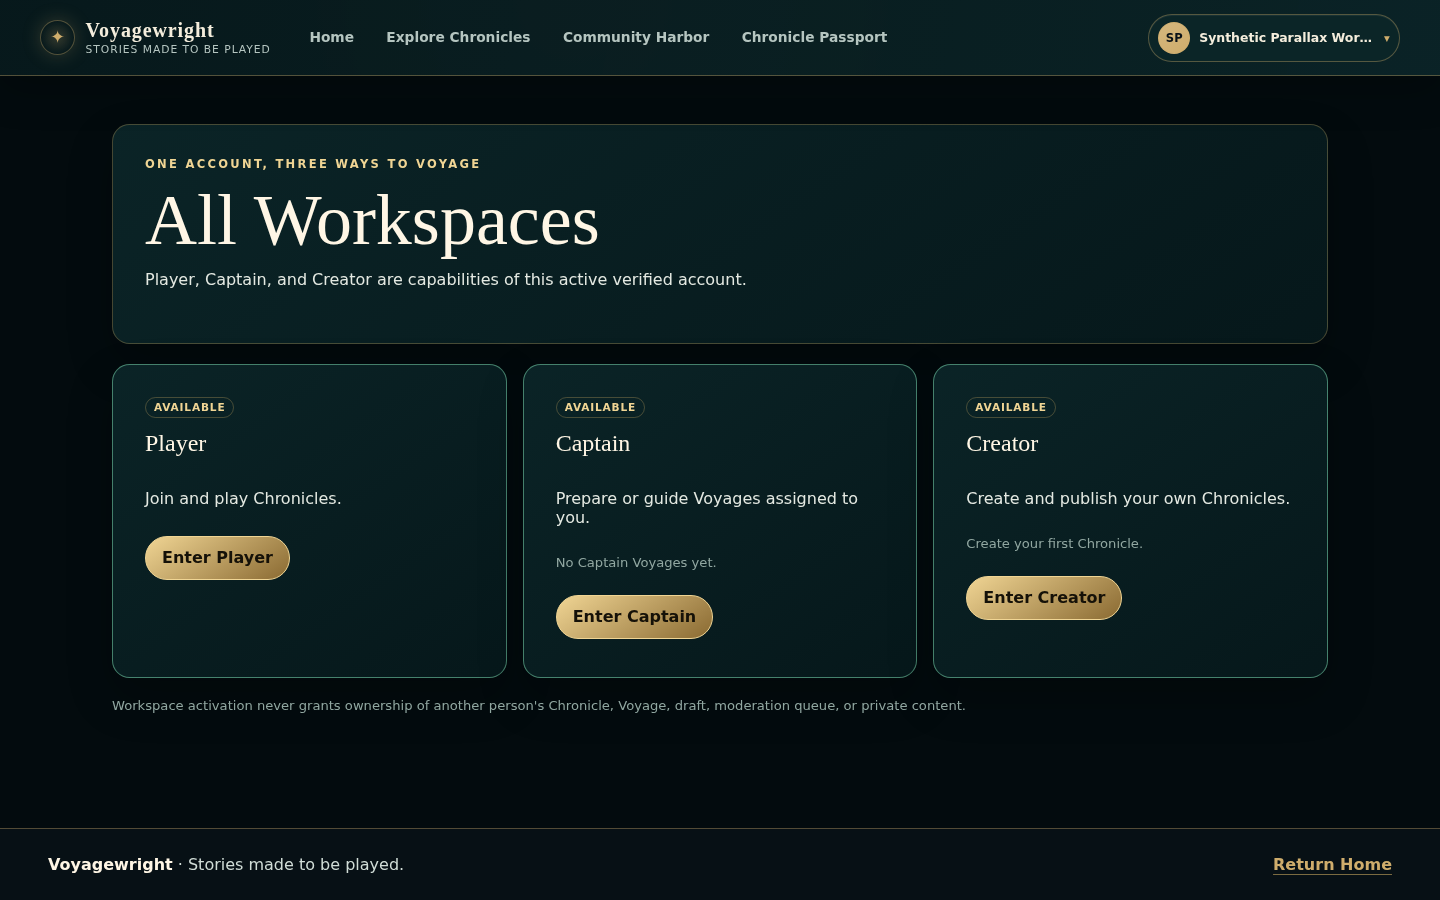 Voyagewright
STORIES MADE TO BE PLAYED
Home
Explore Chronicles
Community Harbor
Chronicle Passport
SP
Synthetic Parallax Wor…
ONE ACCOUNT, THREE WAYS TO VOYAGE
All Workspaces
Player, Captain, and Creator are capabilities of this active verified account.
AVAILABLE
Player
Join and play Chronicles.
Enter Player
AVAILABLE
Captain
Prepare or guide Voyages assigned to
you.
No Captain Voyages yet.
Enter Captain
AVAILABLE
Creator
Create and publish your own Chronicles.
Create your first Chronicle.
Enter Creator
Workspace activation never grants ownership of another person's Chronicle, Voyage, draft, moderation queue, or private content.
Voyagewright · Stories made to be played.
Return Home